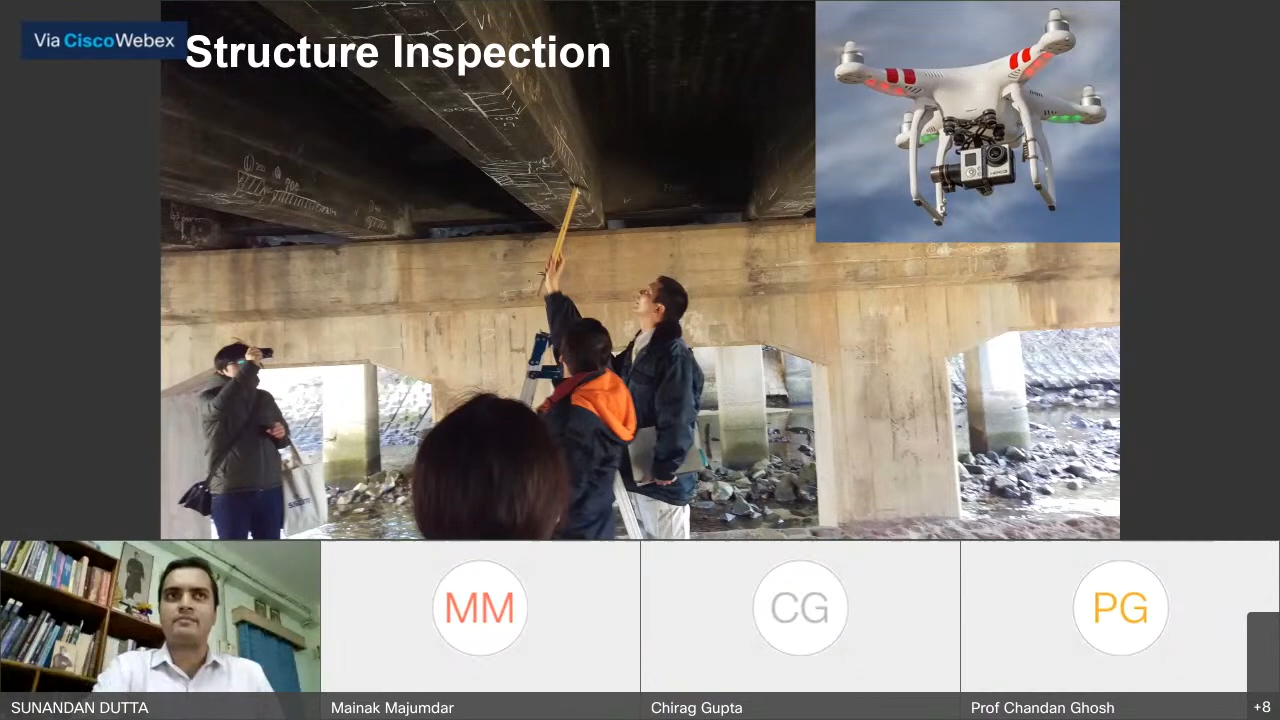 Via Cisco Webex
Structure Inspection
MM
CG
PG
SUNANDAN DUTTA
Mainak Majumdar
Chirag Gupta
Prof Chandan Ghosh
+8